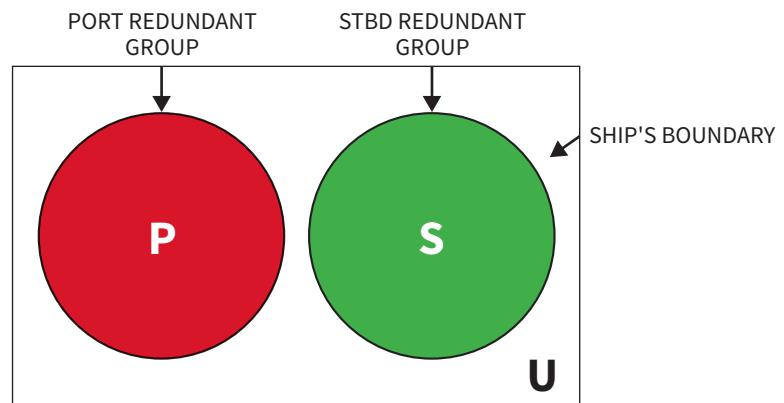 PORT REDUNDANT
GROUP
STBD REDUNDANT
GROUP
SHIP'S BOUNDARY
P
S
U